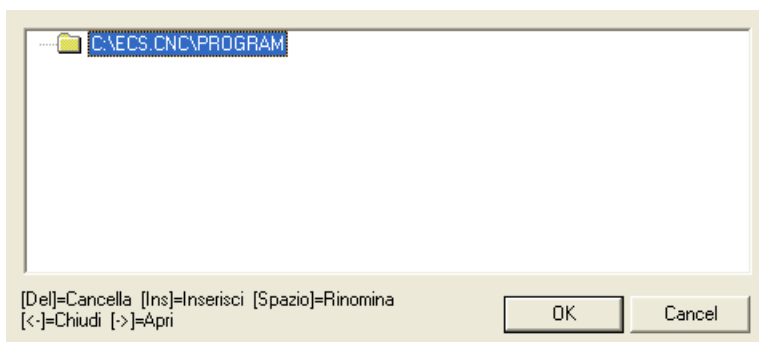 C:\ECS.CNC\PROGRAM
[Del]=Cancella [Ins]=Inserisci [Spazio]=Rinomina
[<-]=Chiudi [->]=Apri
OK
Cancel